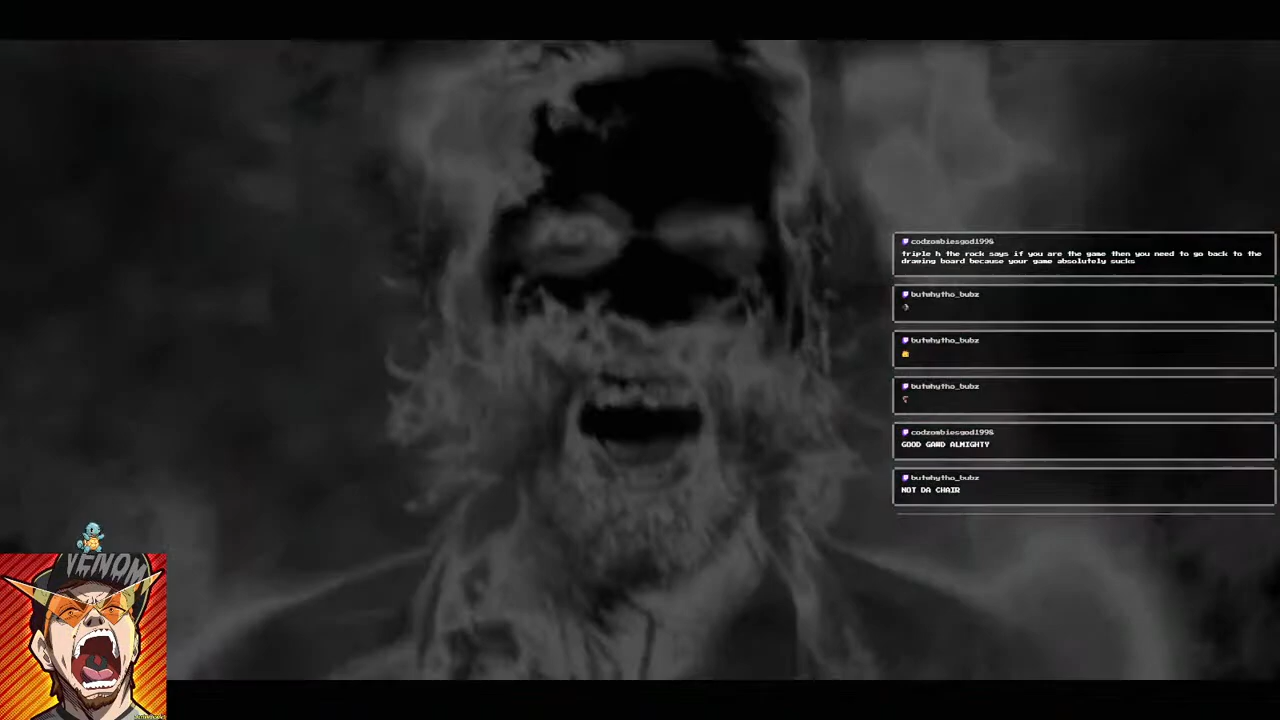 codzombiesgod1996
triple h the rock says if you are the game then you need to go back to the
drawing board because your game absolutely sucks
butwhytho_bubz
butwhytho_bubz
butwhytho_bubz
codzombiesgod1996
GOOD GAWD ALMIGHTY
butwhytho_bubz
NOT DA CHAIR
VENOM